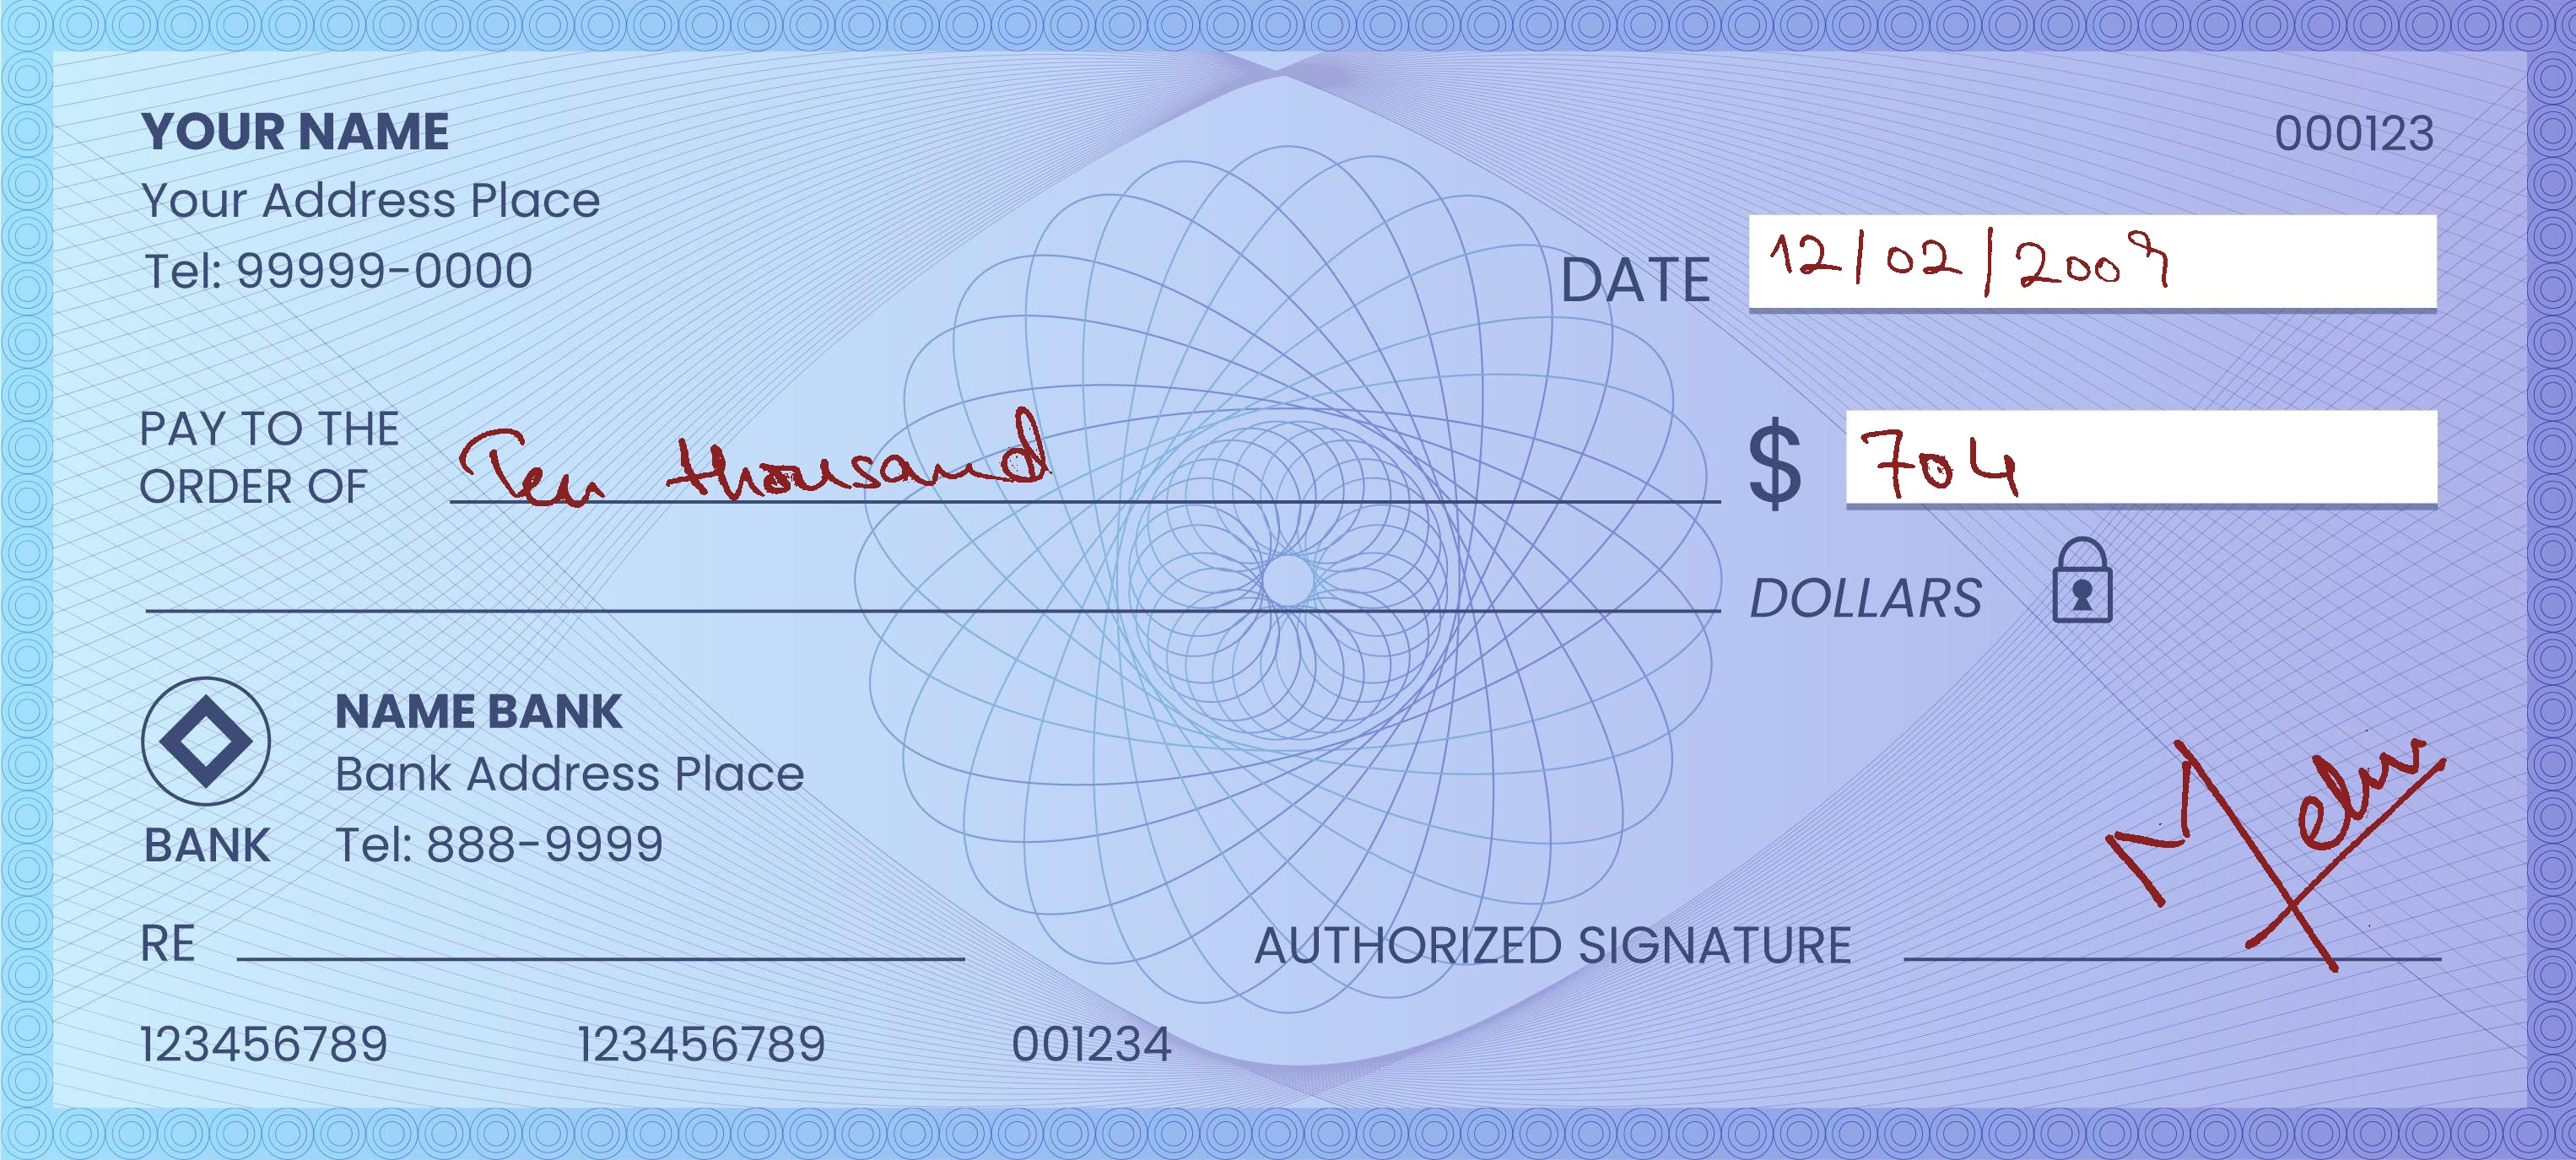 YOUR NAME
000123
Your Address Place
Tel: 99999-0000
DATE 12/02/2009
PAY TO THE
ORDER OF Ten thousand $ 704
DOLLARS
NAME BANK
Bank Address Place
BANK Tel: 888-9999
RE
AUTHORIZED SIGNATURE
123456789 123456789 001234